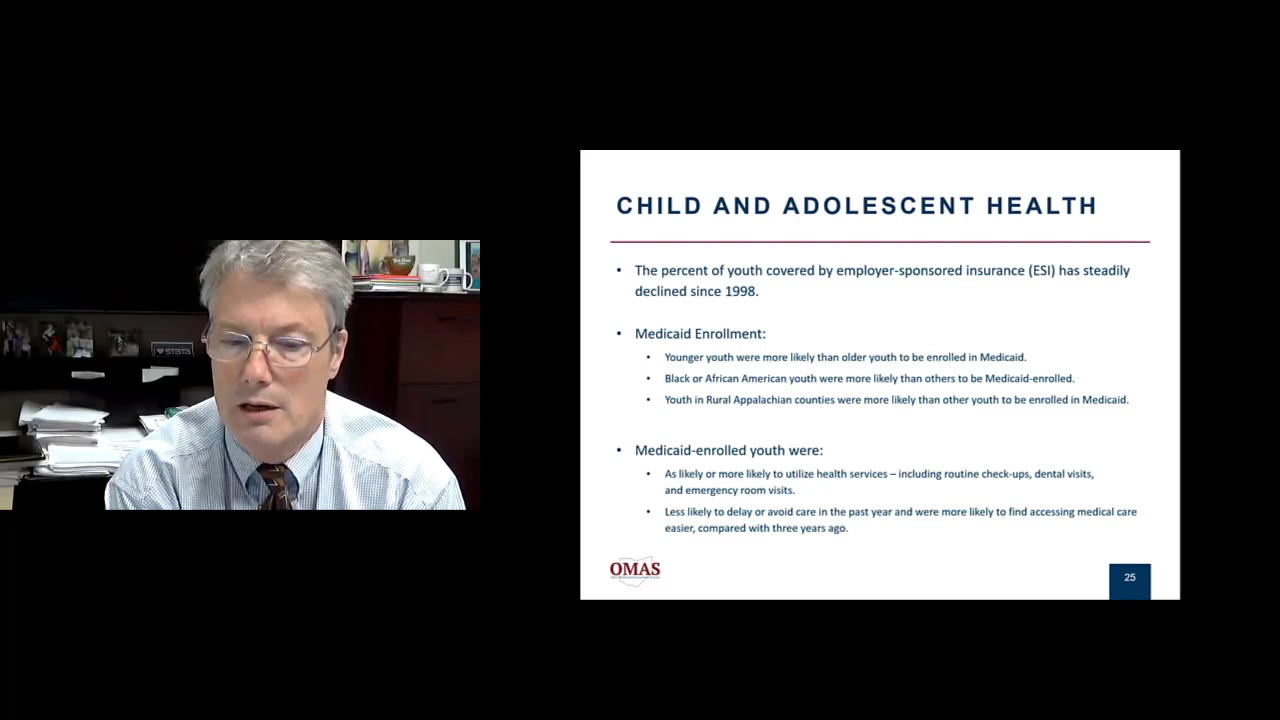 CHILD AND ADOLESCENT HEALTH
• The percent of youth covered by employer-sponsored insurance (ESI) has steadily
declined since 1998.
• Medicaid Enrollment:
• Younger youth were more likely than older youth to be enrolled in Medicaid.
• Black or African American youth were more likely than others to be Medicaid-enrolled.
• Youth in Rural Appalachian counties were more likely than other youth to be enrolled in Medicaid.
• Medicaid-enrolled youth were:
• As likely or more likely to utilize health services – including routine check-ups, dental visits,
and emergency room visits.
• Less likely to delay or avoid care in the past year and were more likely to find accessing medical care
easier, compared with three years ago.
OMAS
25
♥ STATA